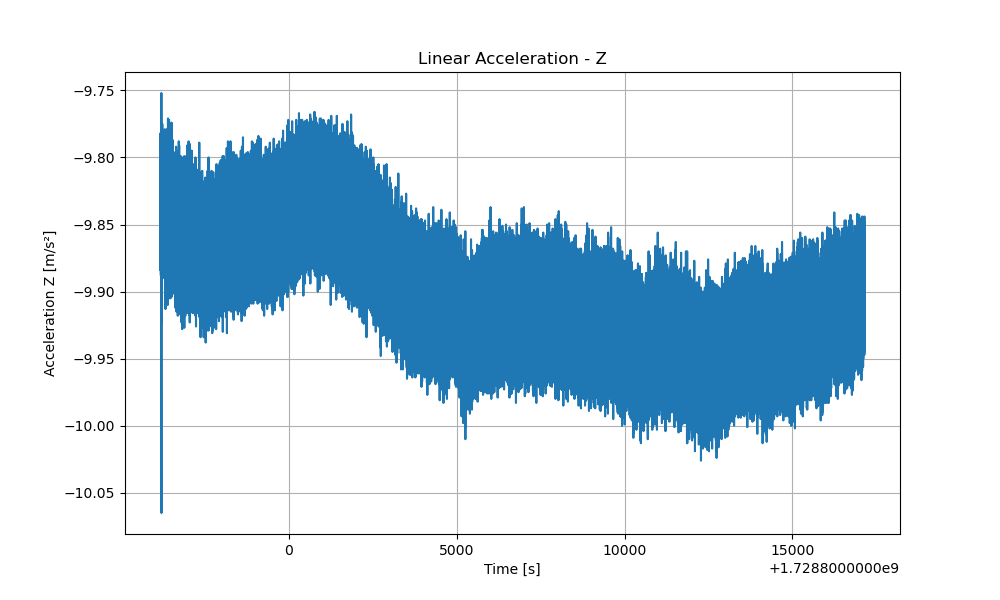 Linear Acceleration - Z
Acceleration Z [m/s²]
−9.75
−9.80
−9.85
−9.90
−9.95
−10.00
−10.05
0
5000
10000
15000
Time [s]
+1.7288000000e9